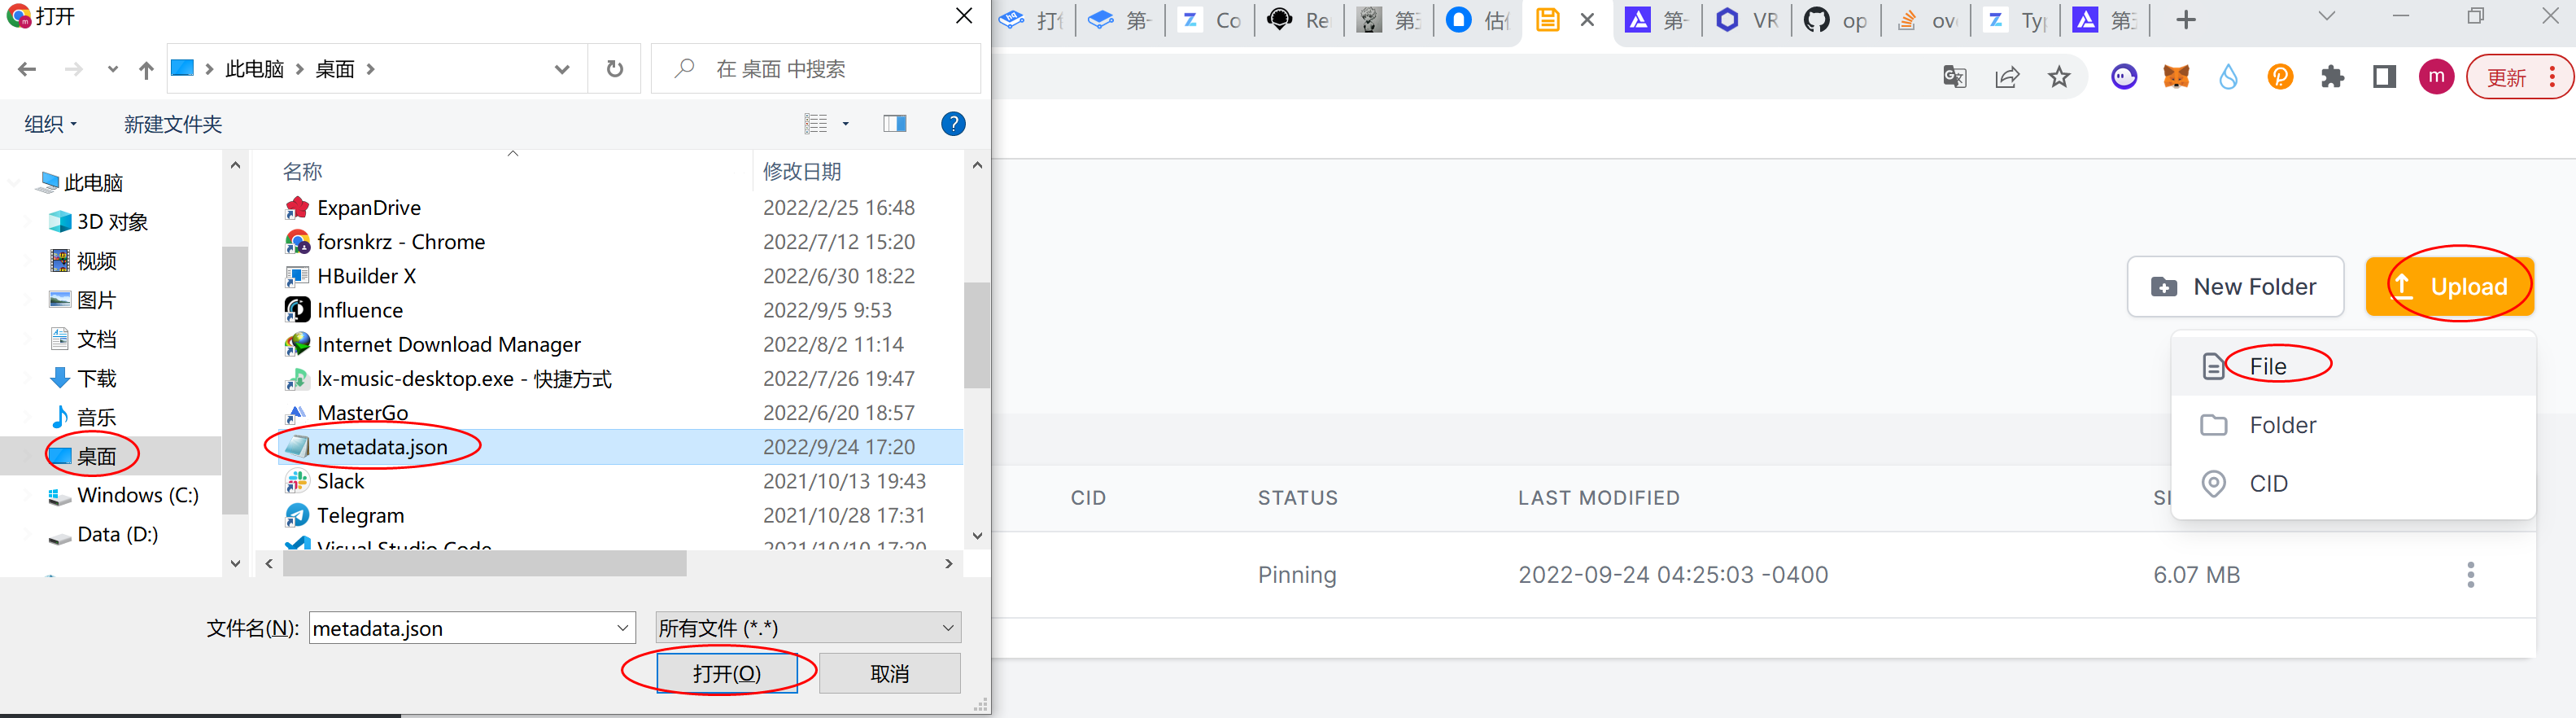 打开
此电脑
桌面
在 桌面 中搜索
组织
新建文件夹
此电脑
3D 对象
视频
图片
文档
下载
音乐
桌面
Windows (C:)
Data (D:)
名称 修改日期
ExpanDrive 2022/2/25 16:48
forsnkrz - Chrome 2022/7/12 15:20
HBuilder X 2022/6/30 18:22
Influence 2022/9/5 9:53
Internet Download Manager 2022/8/2 11:14
lx-music-desktop.exe - 快捷方式 2022/7/26 19:47
MasterGo 2022/6/20 18:57
metadata.json 2022/9/24 17:20
Slack 2021/10/13 19:43
Telegram 2021/10/28 17:31
Visual Studio Code 2021/10/10 17:20
文件名(N): metadata.json 所有文件 (*.*)
打开(O) 取消
打 第 Co Re 第 估 第 VR op ov Typ 第
m 更新
New Folder Upload
File
Folder
CID
CID STATUS LAST MODIFIED
Pinning 2022-09-24 04:25:03 -0400 6.07 MB